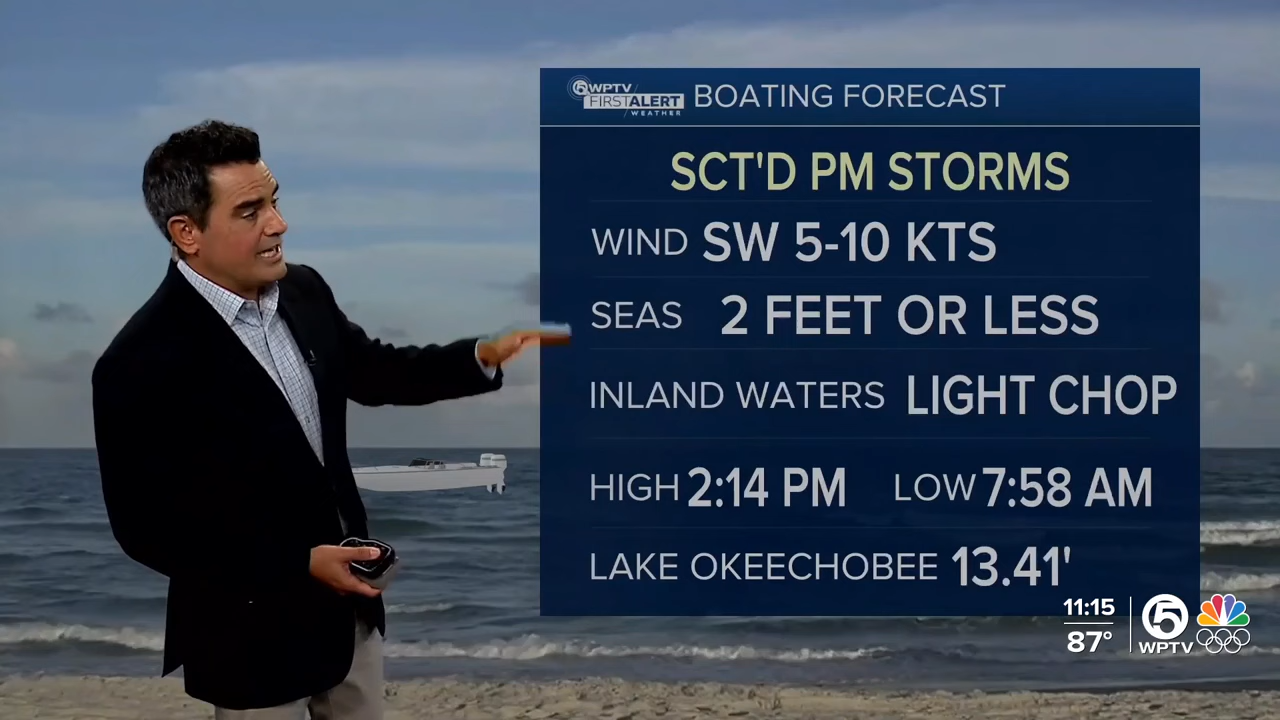 5 WPTV
FIRST ALERT
WEATHER
BOATING FORECAST
SCT'D PM STORMS
WIND SW 5-10 KTS
SEAS 2 FEET OR LESS
INLAND WATERS LIGHT CHOP
HIGH 2:14 PM LOW 7:58 AM
LAKE OKEECHOBEE 13.41'
11:15
87°
5
WPTV